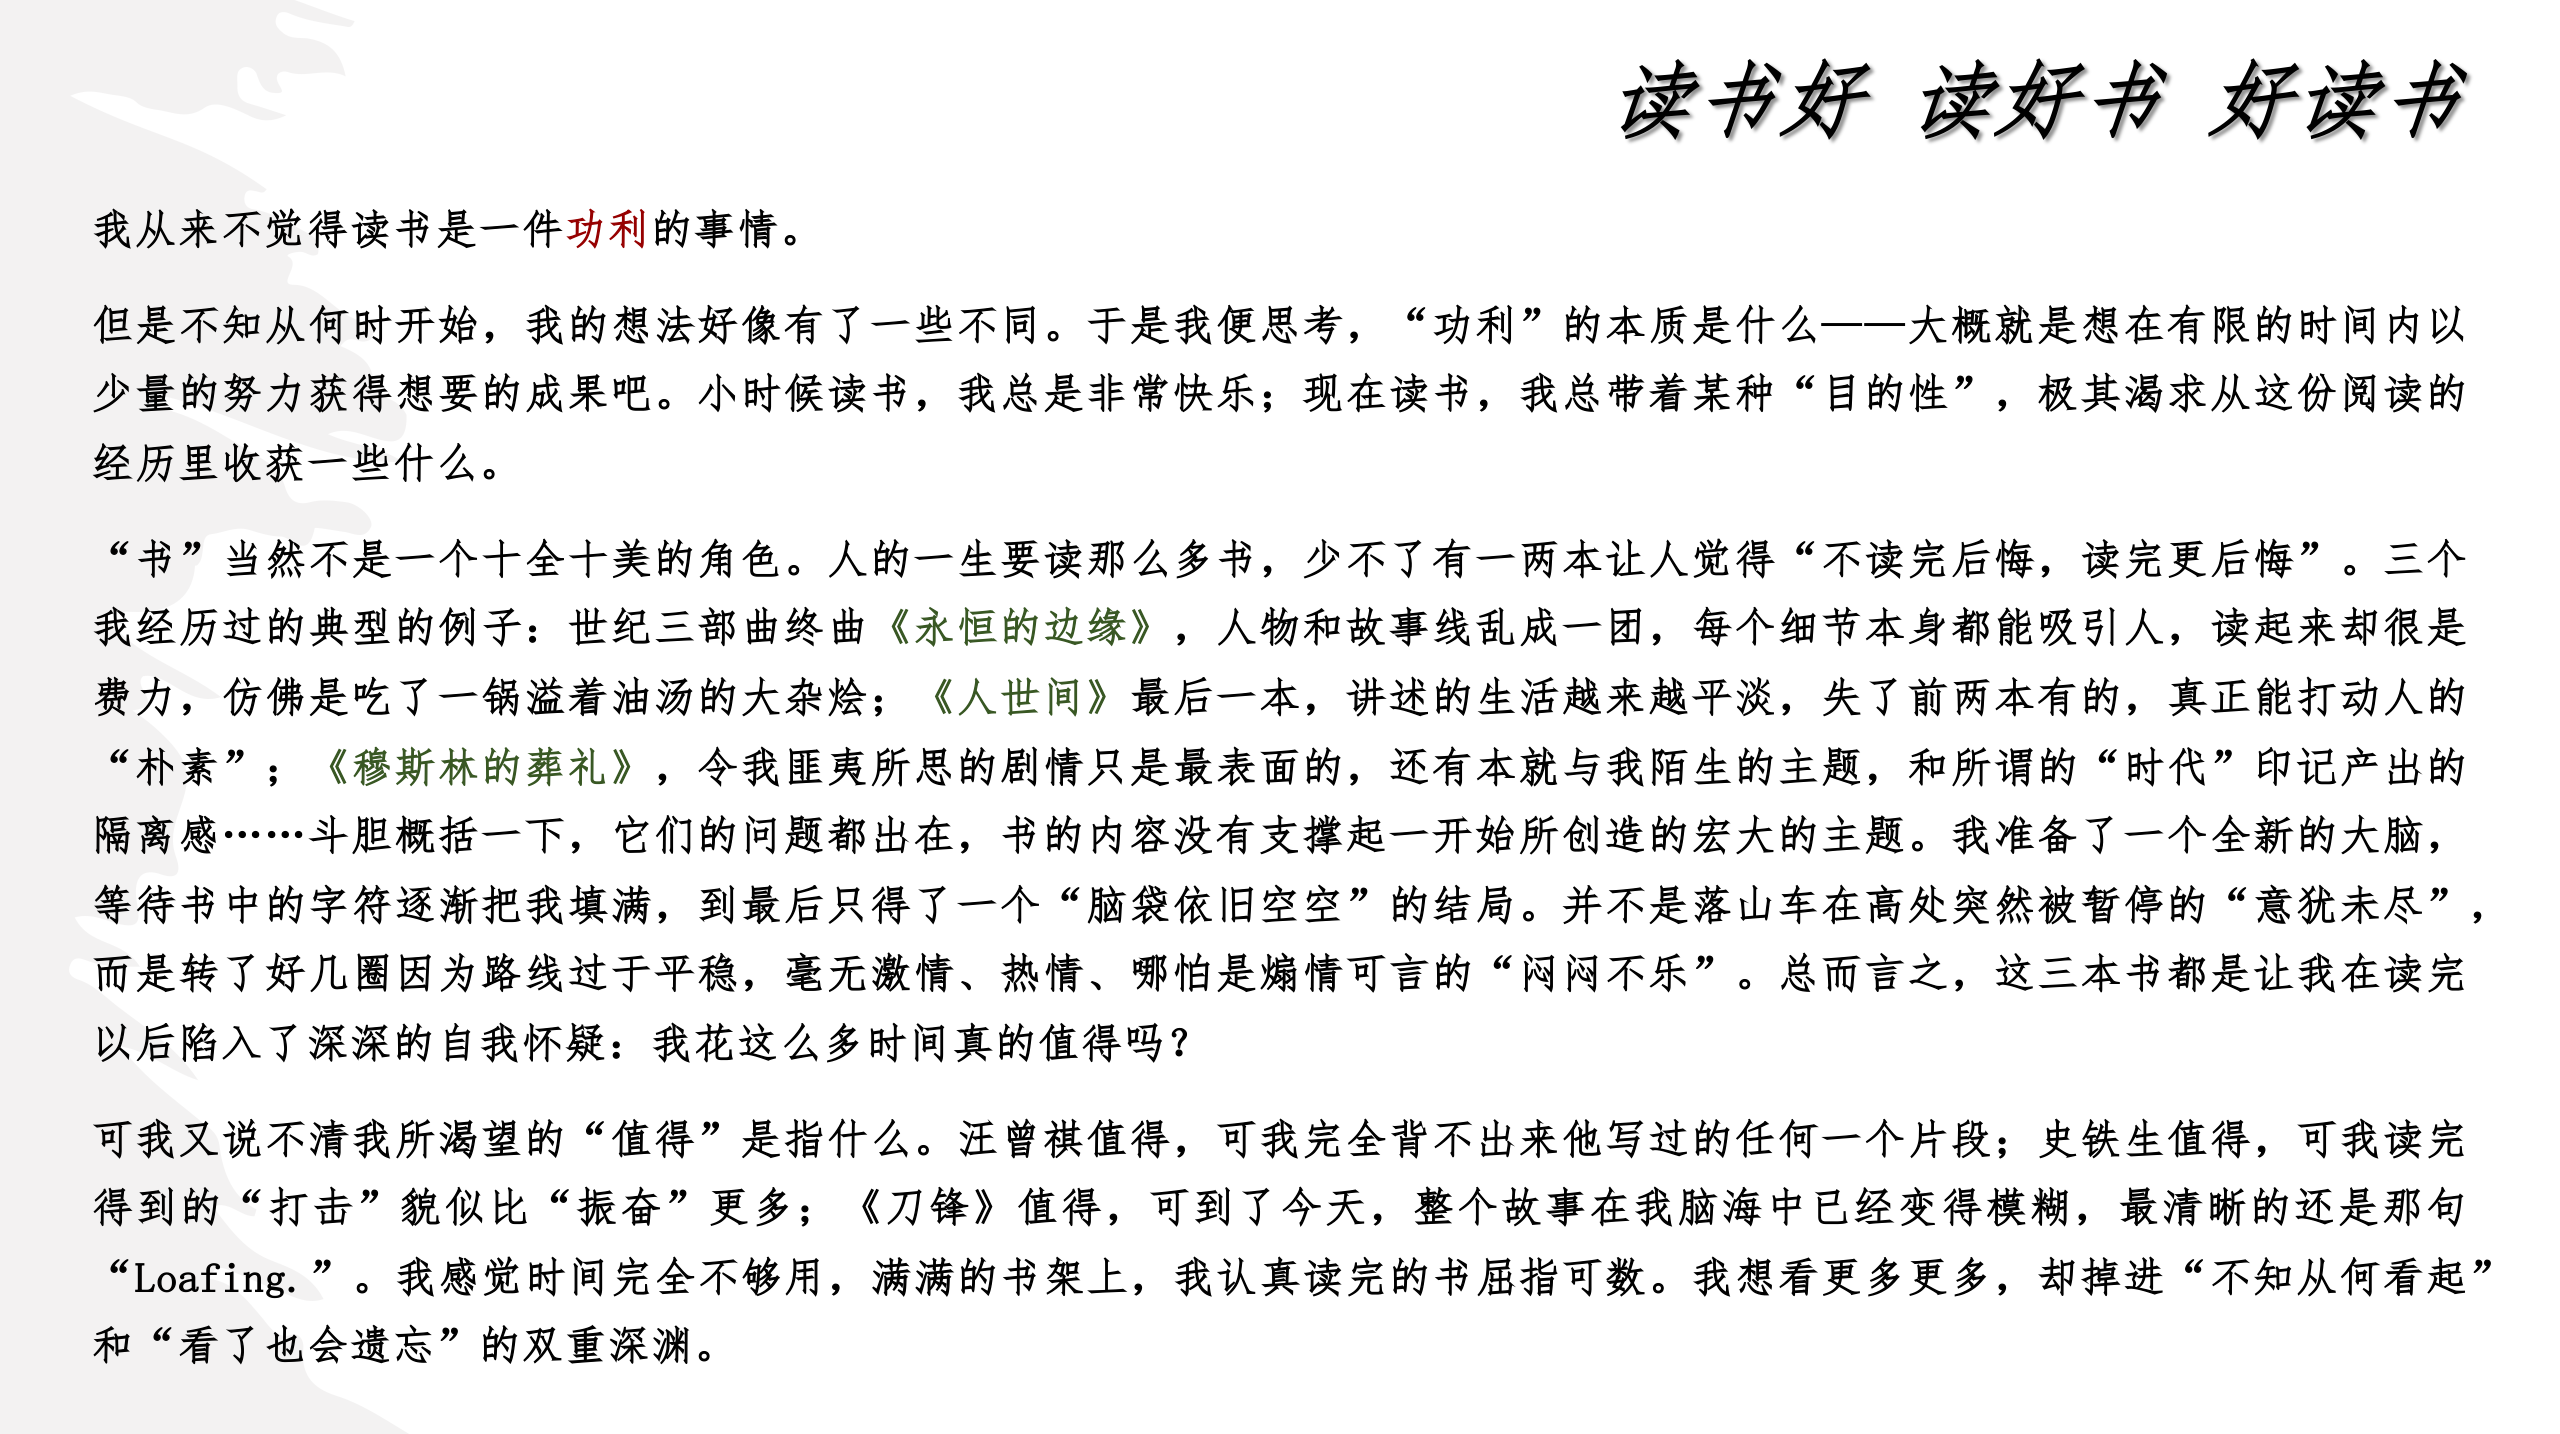 读书好 读好书 好读书
我从来不觉得读书是一件功利的事情。
但是不知从何时开始，我的想法好像有了一些不同。于是我便思考，“功利”的本质是什么——大概就是想在有限的时间内以
少量的努力获得想要的成果吧。小时候读书，我总是非常快乐；现在读书，我总带着某种“目的性”，极其渴求从这份阅读的
经历里收获一些什么。
“书”当然不是一个十全十美的角色。人的一生要读那么多书，少不了有一两本让人觉得“不读完后悔，读完更后悔”。三个
我经历过的典型的例子：世纪三部曲终曲《永恒的边缘》，人物和故事线乱成一团，每个细节本身都能吸引人，读起来却很是
费力，仿佛是吃了一锅溢着油汤的大杂烩；《人世间》最后一本，讲述的生活越来越平淡，失了前两本有的，真正能打动人的
“朴素”；《穆斯林的葬礼》，令我匪夷所思的剧情只是最表面的，还有本就与我陌生的主题，和所谓的“时代”印记产出的
隔离感……斗胆概括一下，它们的问题都出在，书的内容没有支撑起一开始所创造的宏大的主题。我准备了一个全新的大脑，
等待书中的字符逐渐把我填满，到最后只得了一个“脑袋依旧空空”的结局。并不是落山车在高处突然被暂停的“意犹未尽”，
而是转了好几圈因为路线过于平稳，毫无激情、热情、哪怕是煽情可言的“闷闷不乐”。总而言之，这三本书都是让我在读完
以后陷入了深深的自我怀疑：我花这么多时间真的值得吗？
可我又说不清我所渴望的“值得”是指什么。汪曾祺值得，可我完全背不出来他写过的任何一个片段；史铁生值得，可我读完
得到的“打击”貌似比“振奋”更多；《刀锋》值得，可到了今天，整个故事在我脑海中已经变得模糊，最清晰的还是那句
“Loafing.”。我感觉时间完全不够用，满满的书架上，我认真读完的书屈指可数。我想看更多更多，却掉进“不知从何看起”
和“看了也会遗忘”的双重深渊。